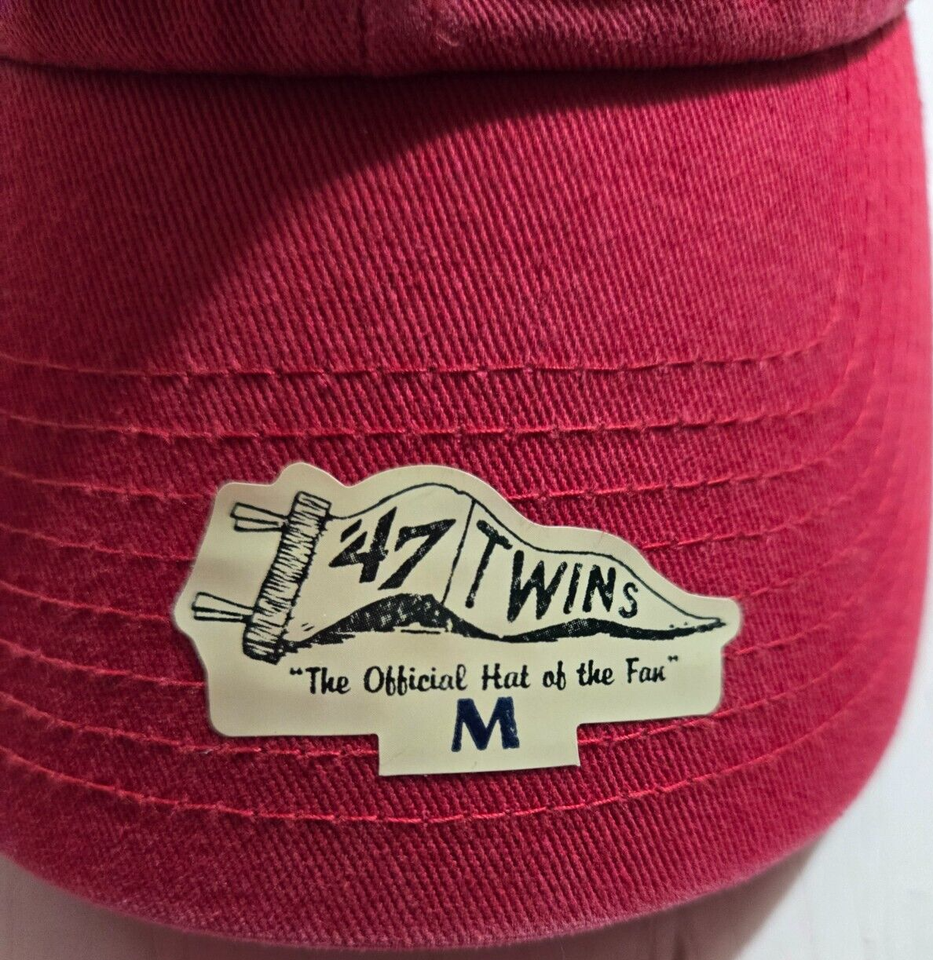 '47 TWINS
"The Official Hat of the Fan"
M